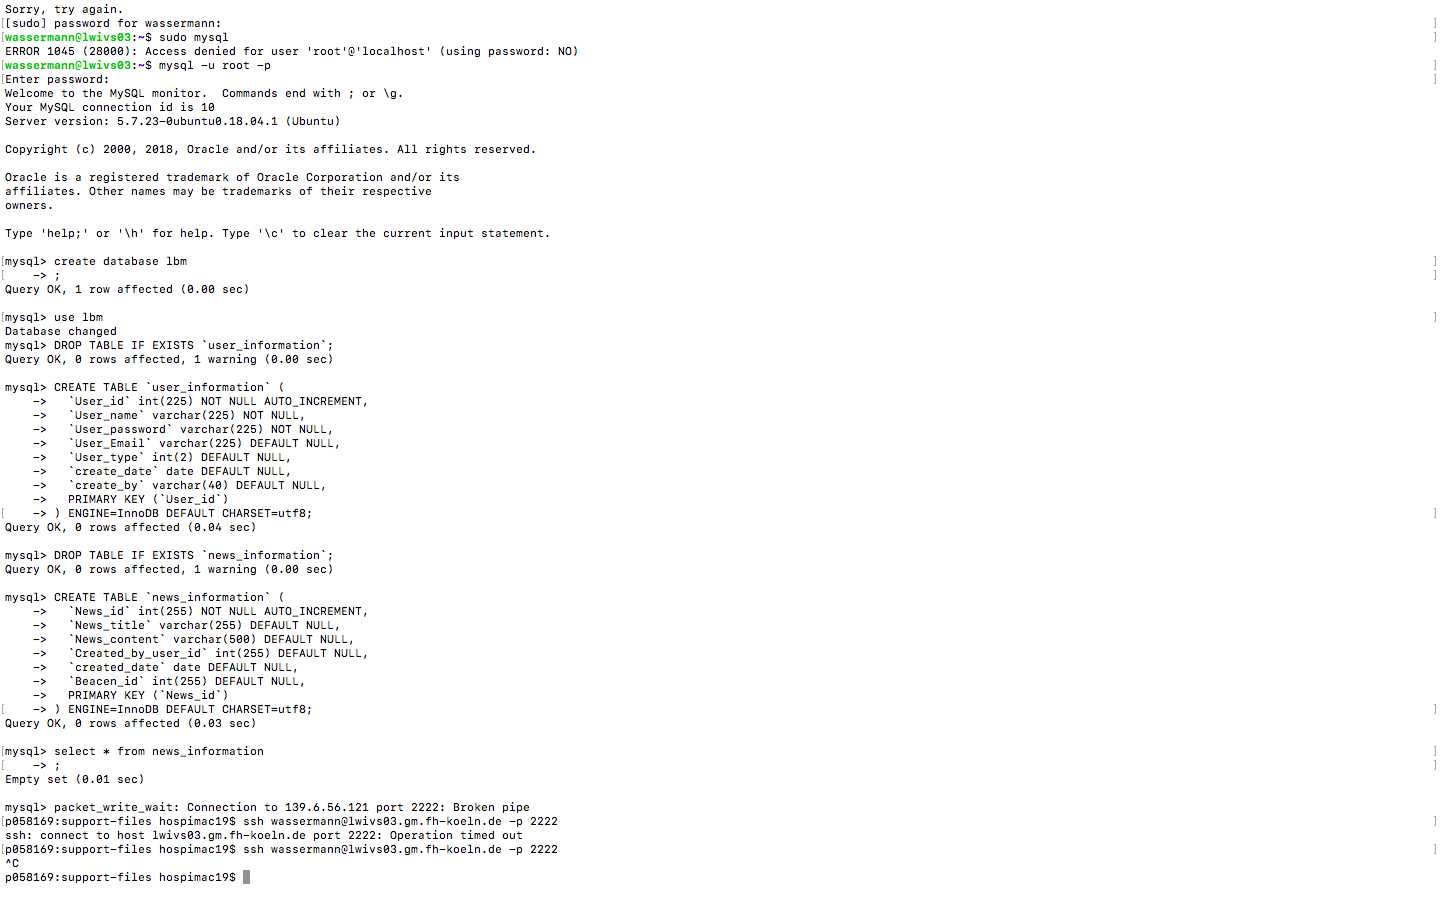 Sorry, try again.
[[sudo] password for wassermann: ]
[wassermann@lwivs03:~$ sudo mysql ]
ERROR 1045 (28000): Access denied for user 'root'@'localhost' (using password: NO)
[wassermann@lwivs03:~$ mysql -u root -p ]
[Enter password: ]
Welcome to the MySQL monitor.  Commands end with ; or \g.
Your MySQL connection id is 10
Server version: 5.7.23-0ubuntu0.18.04.1 (Ubuntu)

Copyright (c) 2000, 2018, Oracle and/or its affiliates. All rights reserved.

Oracle is a registered trademark of Oracle Corporation and/or its
affiliates. Other names may be trademarks of their respective
owners.

Type 'help;' or '\h' for help. Type '\c' to clear the current input statement.

[mysql> create database lbm ]
[    -> ; ]
Query OK, 1 row affected (0.00 sec)

[mysql> use lbm ]
Database changed
mysql> DROP TABLE IF EXISTS `user_information`;
Query OK, 0 rows affected, 1 warning (0.00 sec)

mysql> CREATE TABLE `user_information` (
    ->   `User_id` int(225) NOT NULL AUTO_INCREMENT,
    ->   `User_name` varchar(225) NOT NULL,
    ->   `User_password` varchar(225) NOT NULL,
    ->   `User_Email` varchar(225) DEFAULT NULL,
    ->   `User_type` int(2) DEFAULT NULL,
    ->   `create_date` date DEFAULT NULL,
    ->   `create_by` varchar(40) DEFAULT NULL,
    ->   PRIMARY KEY (`User_id`)
[    -> ) ENGINE=InnoDB DEFAULT CHARSET=utf8; ]
Query OK, 0 rows affected (0.04 sec)

mysql> DROP TABLE IF EXISTS `news_information`;
Query OK, 0 rows affected, 1 warning (0.00 sec)

mysql> CREATE TABLE `news_information` (
    ->   `News_id` int(255) NOT NULL AUTO_INCREMENT,
    ->   `News_title` varchar(255) DEFAULT NULL,
    ->   `News_content` varchar(500) DEFAULT NULL,
    ->   `Created_by_user_id` int(255) DEFAULT NULL,
    ->   `created_date` date DEFAULT NULL,
    ->   `Beacen_id` int(255) DEFAULT NULL,
    ->   PRIMARY KEY (`News_id`)
[    -> ) ENGINE=InnoDB DEFAULT CHARSET=utf8; ]
Query OK, 0 rows affected (0.03 sec)

[mysql> select * from news_information ]
[    -> ; ]
Empty set (0.01 sec)

mysql> packet_write_wait: Connection to 139.6.56.121 port 2222: Broken pipe
[p058169:support-files hospimac19$ ssh wassermann@lwivs03.gm.fh-koeln.de -p 2222 ]
ssh: connect to host lwivs03.gm.fh-koeln.de port 2222: Operation timed out
[p058169:support-files hospimac19$ ssh wassermann@lwivs03.gm.fh-koeln.de -p 2222 ]
^C
p058169:support-files hospimac19$